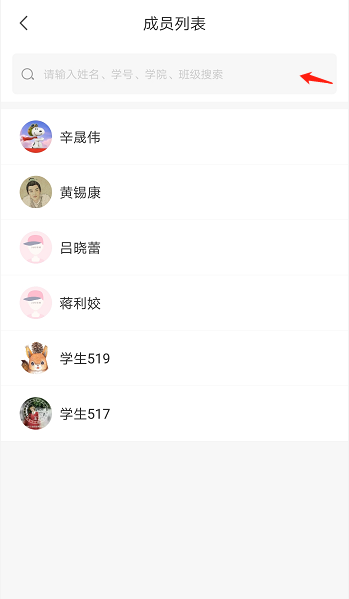 成员列表
请输入姓名、学号、学院、班级搜索
辛晟伟
黄锡康
吕晓蕾
蒋利姣
学生519
学生517